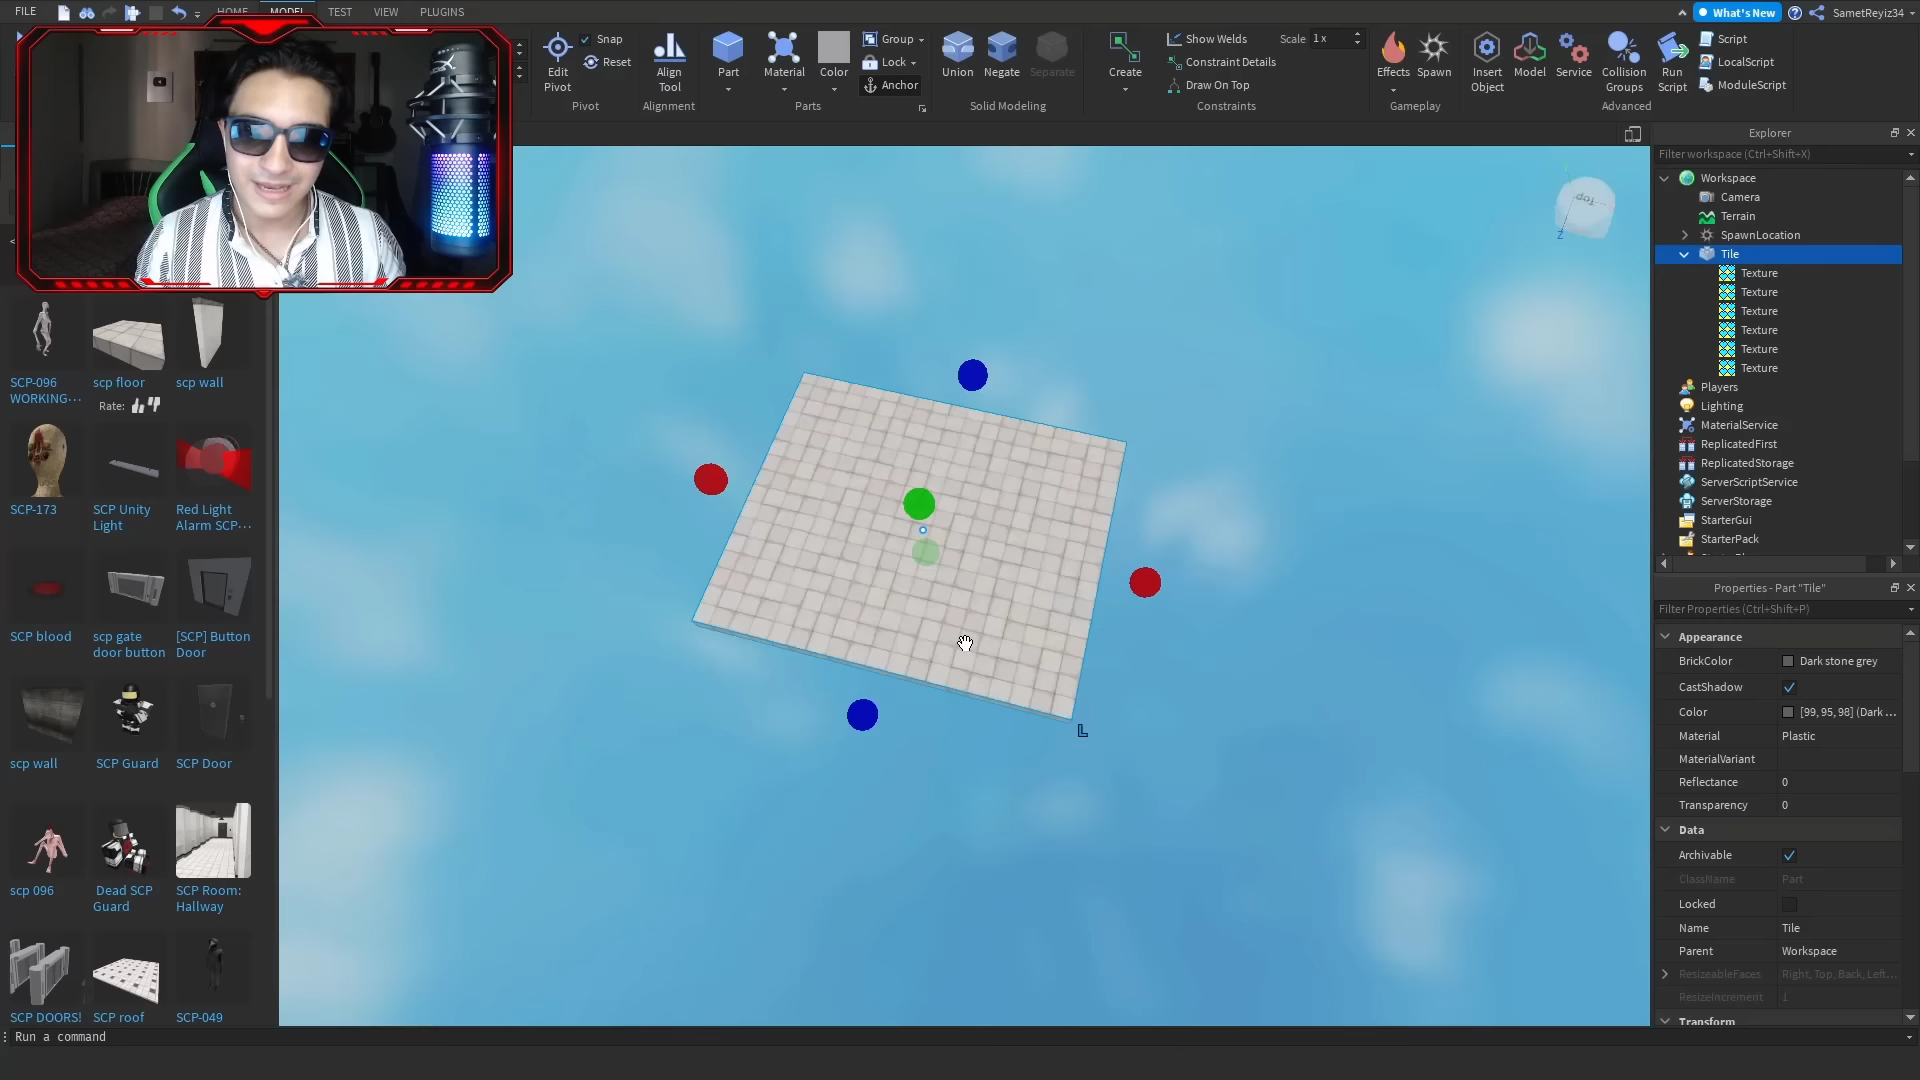 FILE
HOME
MODEL
TEST
VIEW
PLUGINS
What's New
SametReyiz34
Edit
Pivot
Snap
Reset
Pivot
Align
Tool
Alignment
Part
Material
Color
Group
Lock
Anchor
Parts
Union
Negate
Separate
Solid Modeling
Create
Show Welds
Scale 1 x
Constraint Details
Draw On Top
Constraints
Effects
Spawn
Gameplay
Insert
Object
Model
Service
Collision
Groups
Run
Script
Script
LocalScript
ModuleScript
Advanced
SCP-096
WORKING···
scp floor
Rate:
scp wall
SCP-173
SCP Unity
Light
Red Light
Alarm SCP···
SCP blood
scp gate
door button
[SCP] Button
Door
scp wall
SCP Guard
SCP Door
scp 096
Dead SCP
Guard
SCP Room:
Hallway
SCP DOORS!
SCP roof
SCP-049
Top
Z
L
Explorer
Filter workspace (Ctrl+Shift+X)
Workspace
Camera
Terrain
SpawnLocation
Tile
Texture
Texture
Texture
Texture
Texture
Texture
Players
Lighting
MaterialService
ReplicatedFirst
ReplicatedStorage
ServerScriptService
ServerStorage
StarterGui
StarterPack
Properties - Part "Tile"
Filter Properties (Ctrl+Shift+P)
Appearance
BrickColor Dark stone grey
CastShadow
Color [99, 95, 98] (Dark ...
Material Plastic
MaterialVariant
Reflectance 0
Transparency 0
Data
Archivable
ClassName Part
Locked
Name Tile
Parent Workspace
ResizeableFaces Right, Top, Back, Left...
ResizeIncrement 1
Transform
Run a command